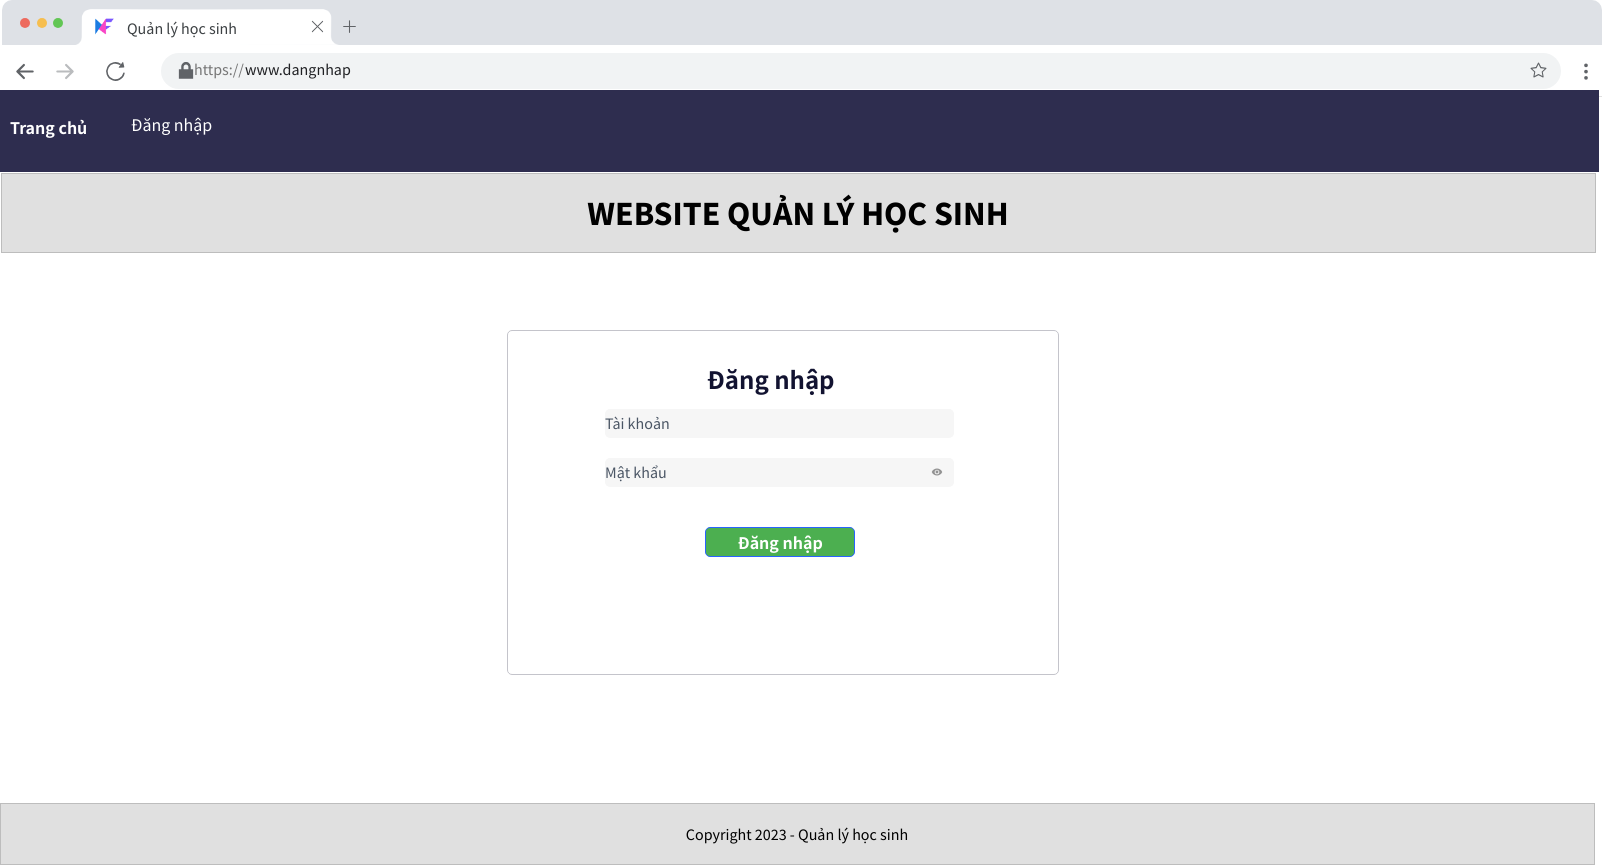 Quản lý học sinh
https://www.dangnhap
Trang chủ Đăng nhập
WEBSITE QUẢN LÝ HỌC SINH
Đăng nhập
Tài khoản
Mật khẩu
Đăng nhập
Copyright 2023 - Quản lý học sinh